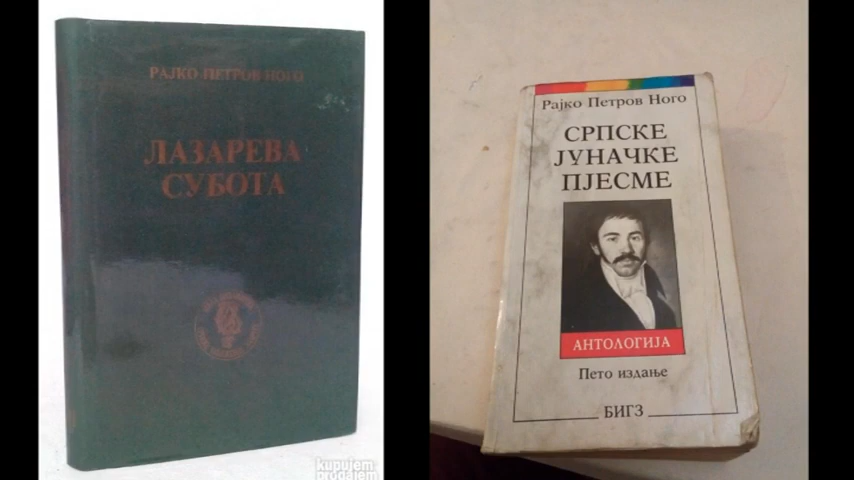 РАЈКО ПЕТРОВ НОГО
ЛАЗАРЕВА
СУБОТА
kupujem
prodajem
Рајко Петров Ного
СРПСКЕ
ЈУНАЧКЕ
ПЈЕСМЕ
АНТОЛОГИЈА
Пето издање
БИГЗ